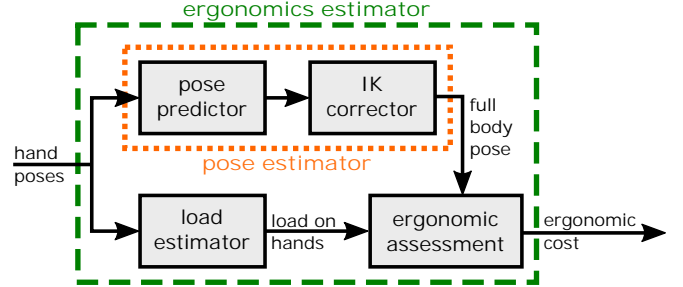 ergonomics estimator
pose
predictor
IK
corrector
full
body
pose
pose estimator
hand
poses
load
estimator
load on
hands
ergonomic
assessment
ergonomic
cost